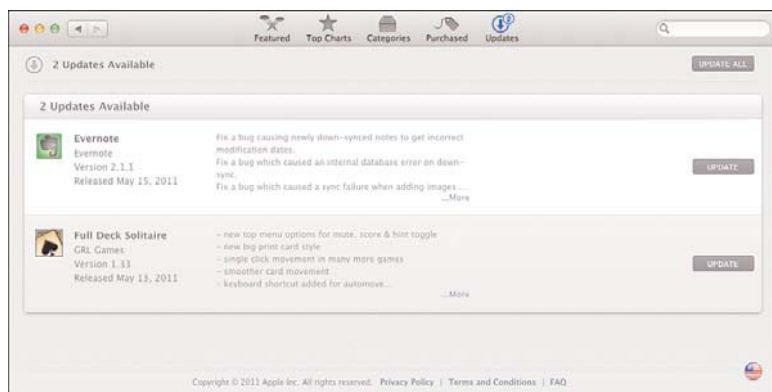 2
Featured Top Charts Categories Purchased Updates
2 Updates Available UPDATE ALL
2 Updates Available
Evernote
Evernote
Version 2.1.1
Released May 15, 2011
Fix a bug causing newly down-synced notes to get incorrect
modification dates.
Fix a bug which caused an internal database error on down-
sync.
Fix a bug which caused a sync failure when adding images ...
...More
UPDATE
Full Deck Solitaire
GRL Games
Version 1.33
Released May 13, 2011
- new top menu options for mute, score & hint toggle
- new big print card style
- single click movement in many more games
- smoother card movement
- keyboard shortcut added for automove...
...More
UPDATE
Copyright © 2011 Apple Inc. All rights reserved. Privacy Policy | Terms and Conditions | FAQ